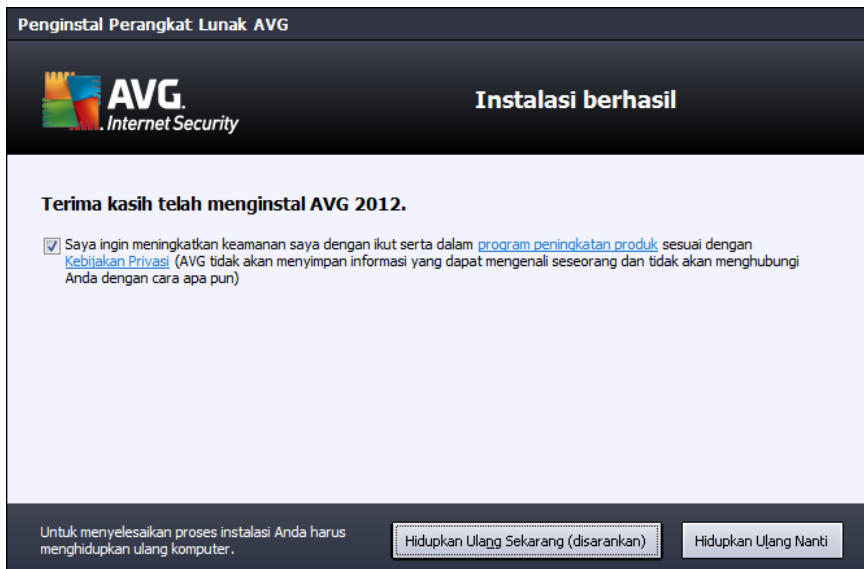 Penginstal Perangkat Lunak AVG
AVG.
Internet Security
Instalasi berhasil
Terima kasih telah menginstal AVG 2012.
Saya ingin meningkatkan keamanan saya dengan ikut serta dalam program peningkatan produk sesuai dengan
Kebijakan Privasi (AVG tidak akan menyimpan informasi yang dapat mengenali seseorang dan tidak akan menghubungi
Anda dengan cara apa pun)
Untuk menyelesaikan proses instalasi Anda harus
menghidupkan ulang komputer.
Hidupkan Ulang Sekarang (disarankan)
Hidupkan Ulang Nanti